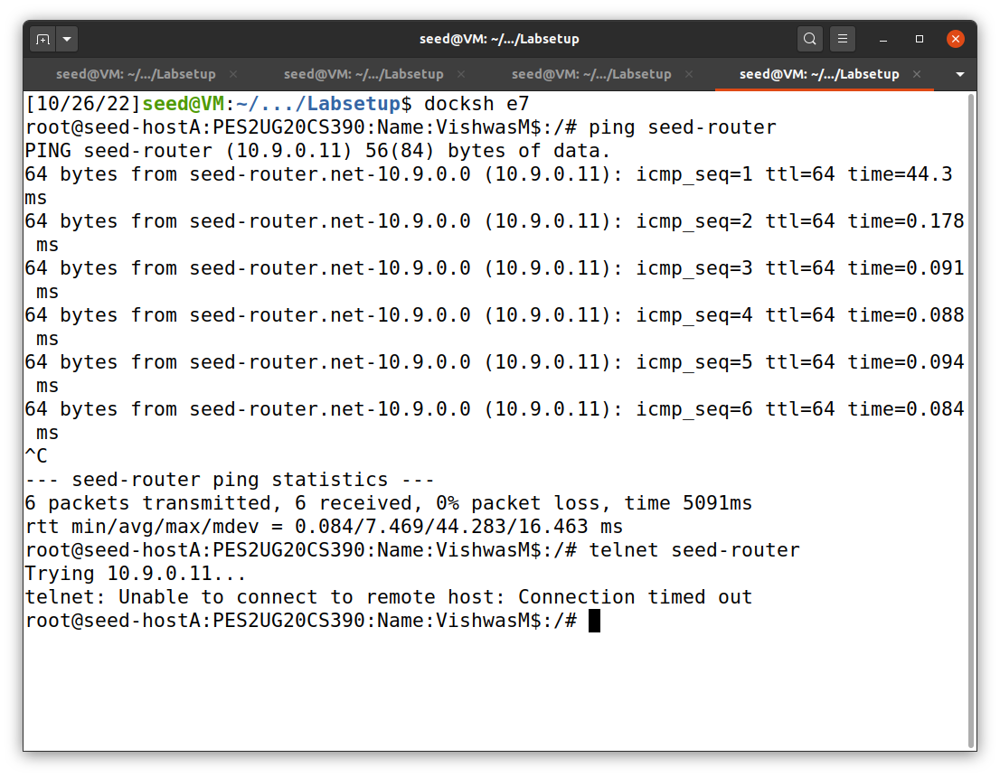 seed@VM: ~/.../Labsetup
seed@VM: ~/.../Labsetup
seed@VM: ~/.../Labsetup
seed@VM: ~/.../Labsetup
seed@VM: ~/.../Labsetup
[10/26/22]seed@VM:~/.../Labsetup$ docksh e7
root@seed-hostA:PES2UG20CS390:Name:VishwasM$:/# ping seed-router
PING seed-router (10.9.0.11) 56(84) bytes of data.
64 bytes from seed-router.net-10.9.0.0 (10.9.0.11): icmp_seq=1 ttl=64 time=44.3
ms
64 bytes from seed-router.net-10.9.0.0 (10.9.0.11): icmp_seq=2 ttl=64 time=0.178
 ms
64 bytes from seed-router.net-10.9.0.0 (10.9.0.11): icmp_seq=3 ttl=64 time=0.091
 ms
64 bytes from seed-router.net-10.9.0.0 (10.9.0.11): icmp_seq=4 ttl=64 time=0.088
 ms
64 bytes from seed-router.net-10.9.0.0 (10.9.0.11): icmp_seq=5 ttl=64 time=0.094
 ms
64 bytes from seed-router.net-10.9.0.0 (10.9.0.11): icmp_seq=6 ttl=64 time=0.084
 ms
^C
--- seed-router ping statistics ---
6 packets transmitted, 6 received, 0% packet loss, time 5091ms
rtt min/avg/max/mdev = 0.084/7.469/44.283/16.463 ms
root@seed-hostA:PES2UG20CS390:Name:VishwasM$:/# telnet seed-router
Trying 10.9.0.11...
telnet: Unable to connect to remote host: Connection timed out
root@seed-hostA:PES2UG20CS390:Name:VishwasM$:/#